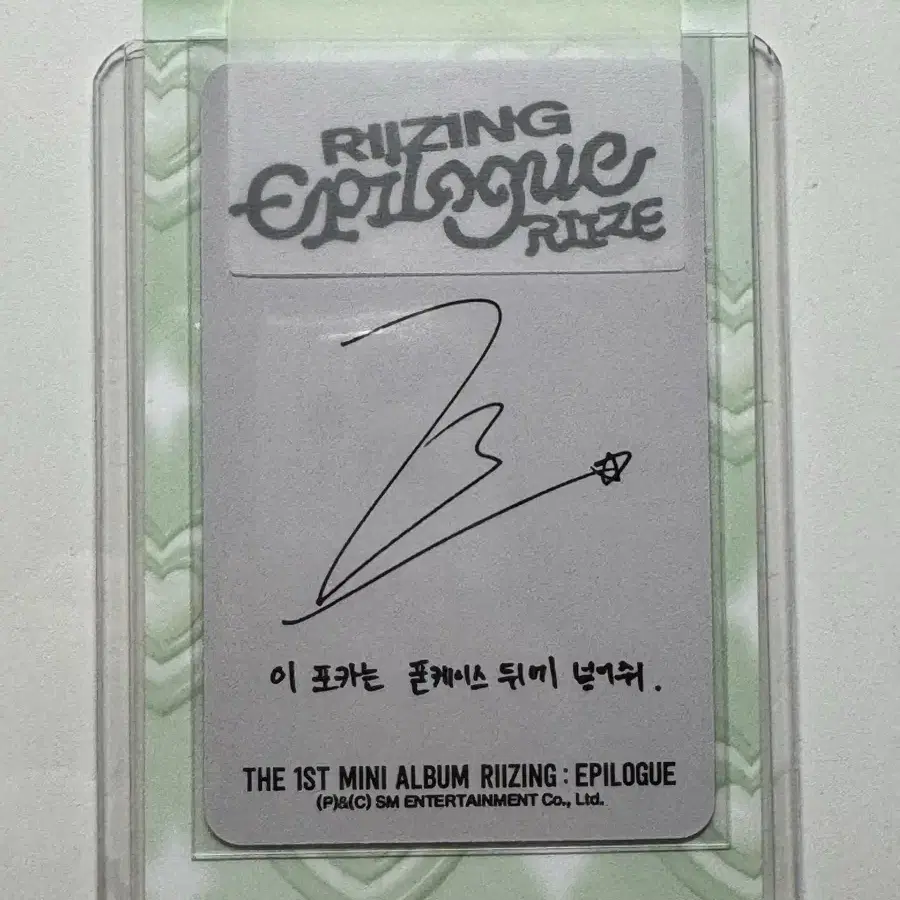 RIIZING
EPILOGUE
RIIZE
이 포카는 폰케이스 뒤에 넣어줘.
THE 1ST MINI ALBUM RIIZING : EPILOGUE
(P)&(C) SM ENTERTAINMENT Co., Ltd.